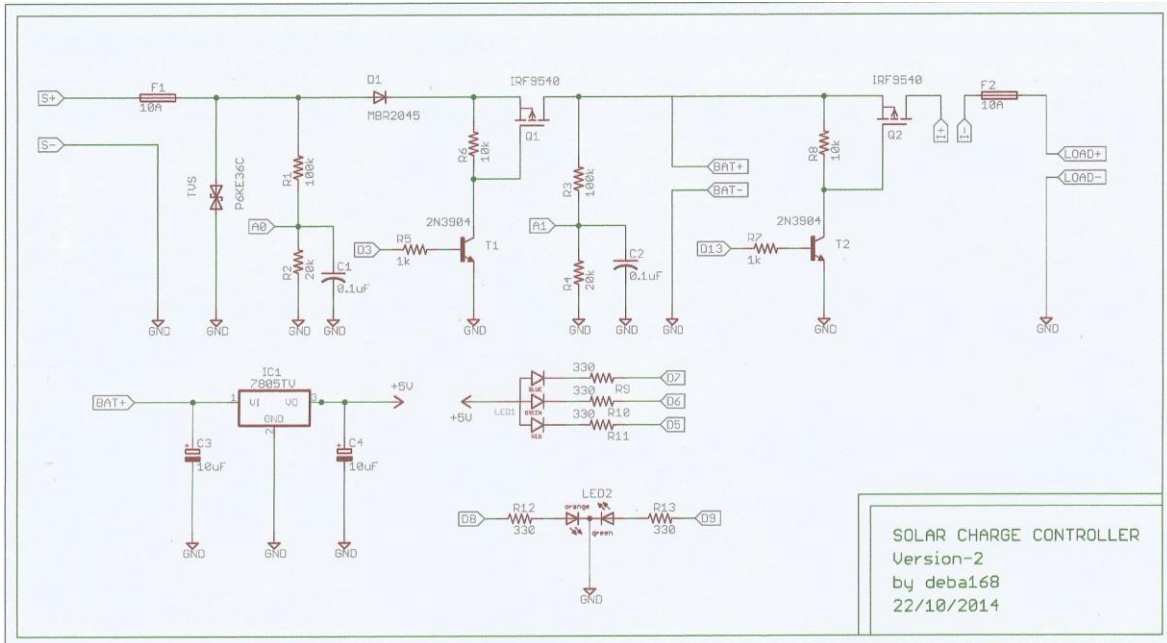 S+
F1
10A
D1
MBR2045
IRF9540
Q1
IRF9540
Q2
I+
I-
F2
10A
S-
TVS
P6KE36C
R1
100k
R6
10k
R3
100k
BAT+
BAT-
R8
10k
LOAD+
LOAD-
A0
R2
20k
C1
0.1uF
D3
R5
1k
2N3904
T1
A1
R4
20k
C2
0.1uF
D13
R7
1k
2N3904
T2
GND
GND
GND
GND
GND
GND
GND
GND
GND
GND
IC1
7805TV
BAT+
1
VI
VO
3
GND
2
+5V
C3
10uF
C4
10uF
GND
GND
GND
+5V
LED1
BLUE
GREEN
RED
330
R9
D7
330
R10
D6
330
R11
D5
LED2
D8
R12
330
orange
green
R13
330
D9
GND
SOLAR CHARGE CONTROLLER
Version-2
by deba168
22/10/2014